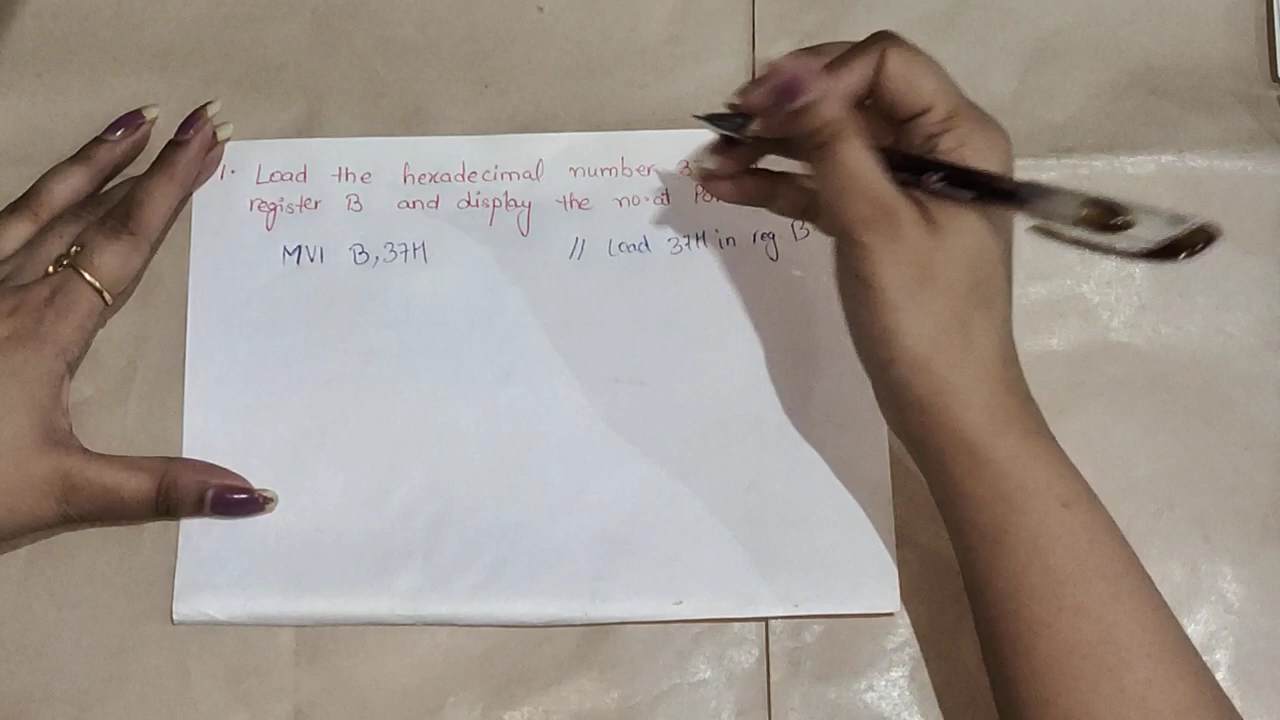 1. Load the hexadecimal number
register B and display the no. at
MVI B, 37H // Load 37H in reg B